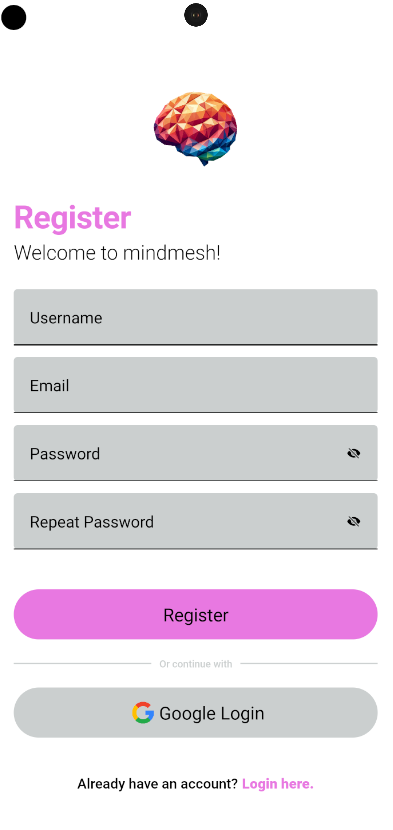 Register
Welcome to mindmesh!
Username
Email
Password
Repeat Password
Register
Or continue with
Google Login
Already have an account? Login here.